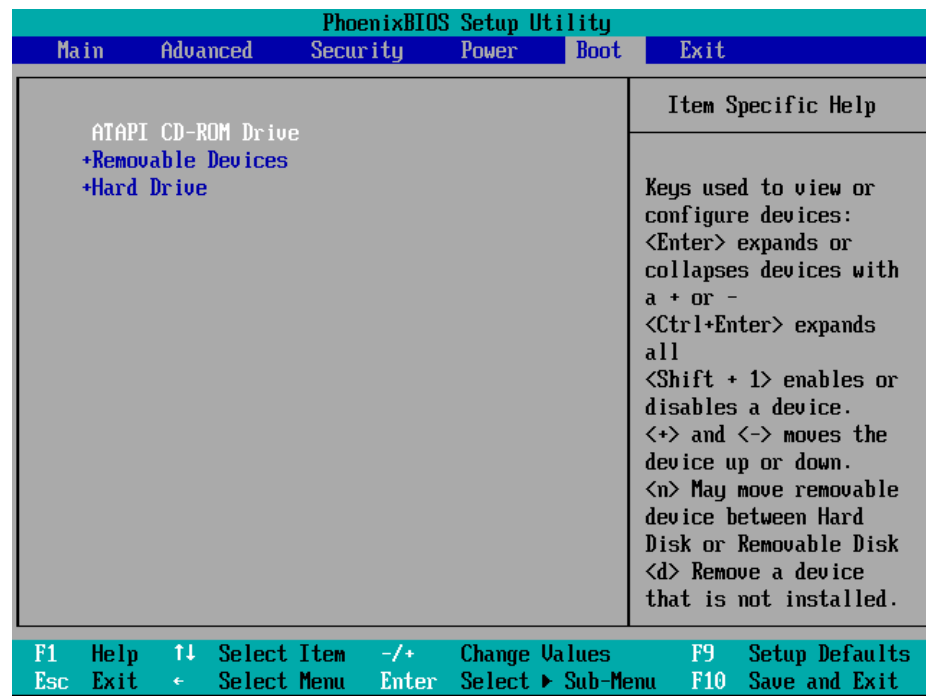 PhoenixBIOS Setup Utility
Main Advanced Security Power Boot Exit
ATAPI CD-ROM Drive
+Removable Devices
+Hard Drive
Item Specific Help
Keys used to view or
configure devices:
<Enter> expands or
collapses devices with
a + or -
<Ctrl+Enter> expands
all
<Shift + 1> enables or
disables a device.
<+> and <-> moves the
device up or down.
<n> May move removable
device between Hard
Disk or Removable Disk
<d> Remove a device
that is not installed.
F1 Help ↑↓ Select Item -/+ Change Values F9 Setup Defaults
Esc Exit ← Select Menu Enter Select ▶ Sub-Menu F10 Save and Exit